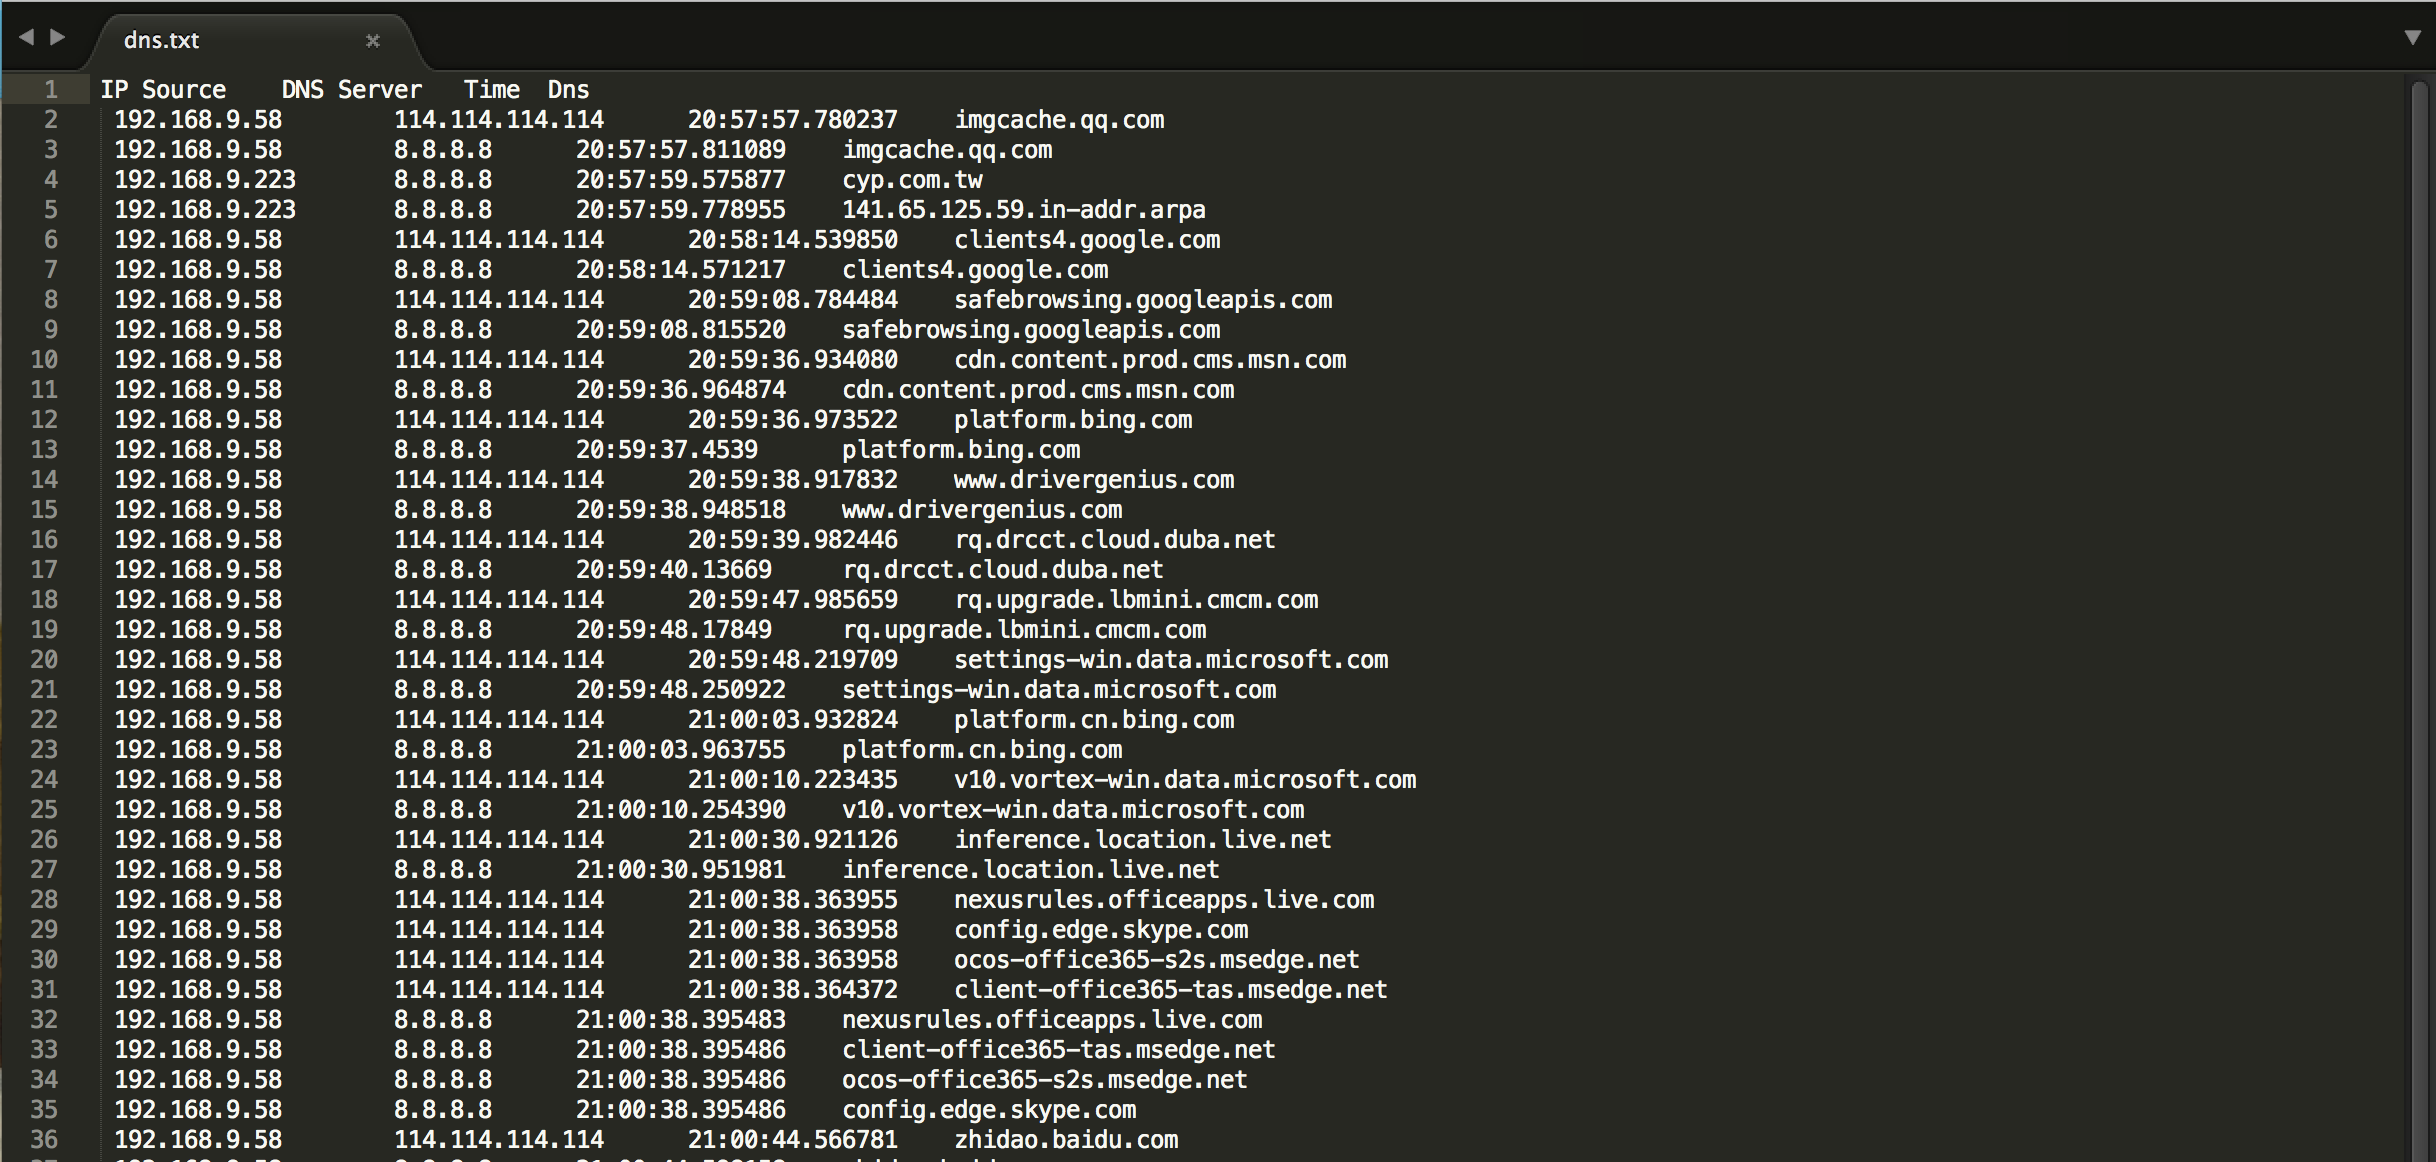 dns.txt
1 IP Source DNS Server Time Dns
2 192.168.9.58 114.114.114.114 20:57:57.780237 imgcache.qq.com
3 192.168.9.58 8.8.8.8 20:57:57.811089 imgcache.qq.com
4 192.168.9.223 8.8.8.8 20:57:59.575877 cyp.com.tw
5 192.168.9.223 8.8.8.8 20:57:59.778955 141.65.125.59.in-addr.arpa
6 192.168.9.58 114.114.114.114 20:58:14.539850 clients4.google.com
7 192.168.9.58 8.8.8.8 20:58:14.571217 clients4.google.com
8 192.168.9.58 114.114.114.114 20:59:08.784484 safebrowsing.googleapis.com
9 192.168.9.58 8.8.8.8 20:59:08.815520 safebrowsing.googleapis.com
10 192.168.9.58 114.114.114.114 20:59:36.934080 cdn.content.prod.cms.msn.com
11 192.168.9.58 8.8.8.8 20:59:36.964874 cdn.content.prod.cms.msn.com
12 192.168.9.58 114.114.114.114 20:59:36.973522 platform.bing.com
13 192.168.9.58 8.8.8.8 20:59:37.4539 platform.bing.com
14 192.168.9.58 114.114.114.114 20:59:38.917832 www.drivergenius.com
15 192.168.9.58 8.8.8.8 20:59:38.948518 www.drivergenius.com
16 192.168.9.58 114.114.114.114 20:59:39.982446 rq.drcct.cloud.duba.net
17 192.168.9.58 8.8.8.8 20:59:40.13669 rq.drcct.cloud.duba.net
18 192.168.9.58 114.114.114.114 20:59:47.985659 rq.upgrade.lbmini.cmcm.com
19 192.168.9.58 8.8.8.8 20:59:48.17849 rq.upgrade.lbmini.cmcm.com
20 192.168.9.58 114.114.114.114 20:59:48.219709 settings-win.data.microsoft.com
21 192.168.9.58 8.8.8.8 20:59:48.250922 settings-win.data.microsoft.com
22 192.168.9.58 114.114.114.114 21:00:03.932824 platform.cn.bing.com
23 192.168.9.58 8.8.8.8 21:00:03.963755 platform.cn.bing.com
24 192.168.9.58 114.114.114.114 21:00:10.223435 v10.vortex-win.data.microsoft.com
25 192.168.9.58 8.8.8.8 21:00:10.254390 v10.vortex-win.data.microsoft.com
26 192.168.9.58 114.114.114.114 21:00:30.921126 inference.location.live.net
27 192.168.9.58 8.8.8.8 21:00:30.951981 inference.location.live.net
28 192.168.9.58 114.114.114.114 21:00:38.363955 nexusrules.officeapps.live.com
29 192.168.9.58 114.114.114.114 21:00:38.363958 config.edge.skype.com
30 192.168.9.58 114.114.114.114 21:00:38.363958 ocos-office365-s2s.msedge.net
31 192.168.9.58 114.114.114.114 21:00:38.364372 client-office365-tas.msedge.net
32 192.168.9.58 8.8.8.8 21:00:38.395483 nexusrules.officeapps.live.com
33 192.168.9.58 8.8.8.8 21:00:38.395486 client-office365-tas.msedge.net
34 192.168.9.58 8.8.8.8 21:00:38.395486 ocos-office365-s2s.msedge.net
35 192.168.9.58 8.8.8.8 21:00:38.395486 config.edge.skype.com
36 192.168.9.58 114.114.114.114 21:00:44.566781 zhidao.baidu.com